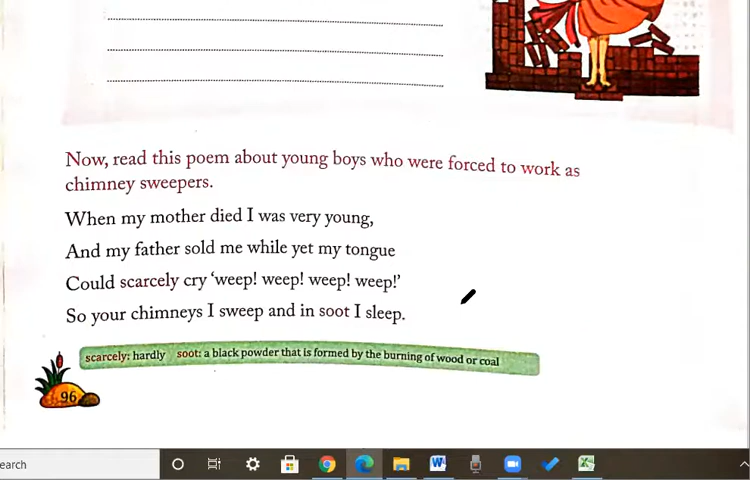 Now, read this poem about young boys who were forced to work as
chimney sweepers.
When my mother died I was very young,
And my father sold me while yet my tongue
Could scarcely cry ‘weep! weep! weep! weep!’
So your chimneys I sweep and in soot I sleep.
scarcely: hardly soot: a black powder that is formed by the burning of wood or coal
96
earch